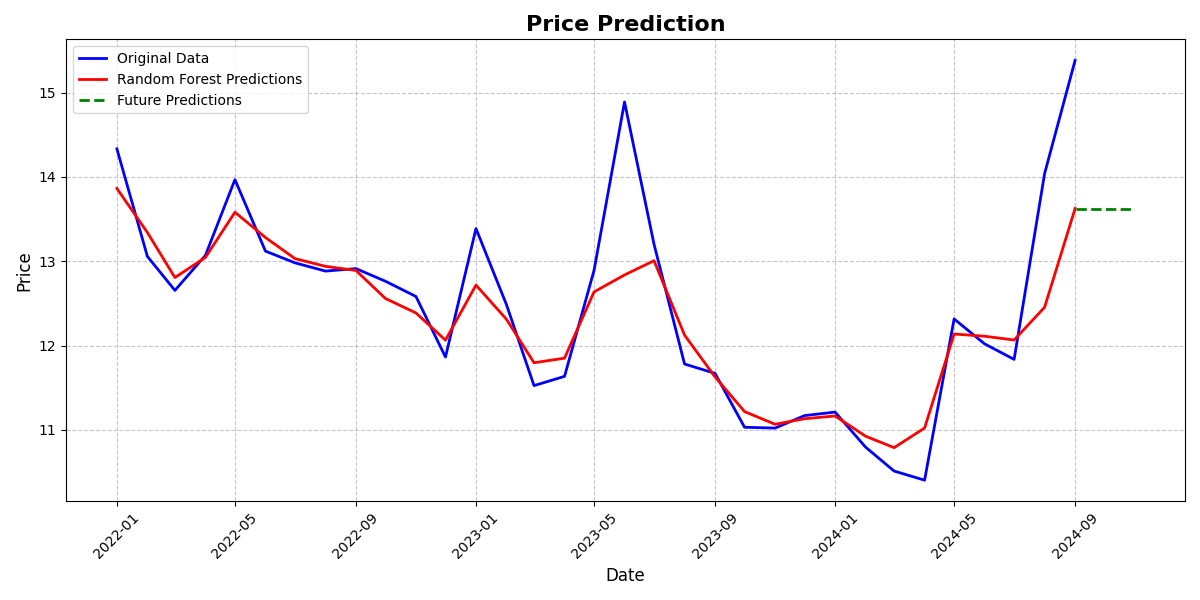 Price Prediction
Original Data
Random Forest Predictions
Future Predictions
Price
15
14
13
12
11
2022-01
2022-05
2022-09
2023-01
2023-05
2023-09
2024-01
2024-05
2024-09
Date